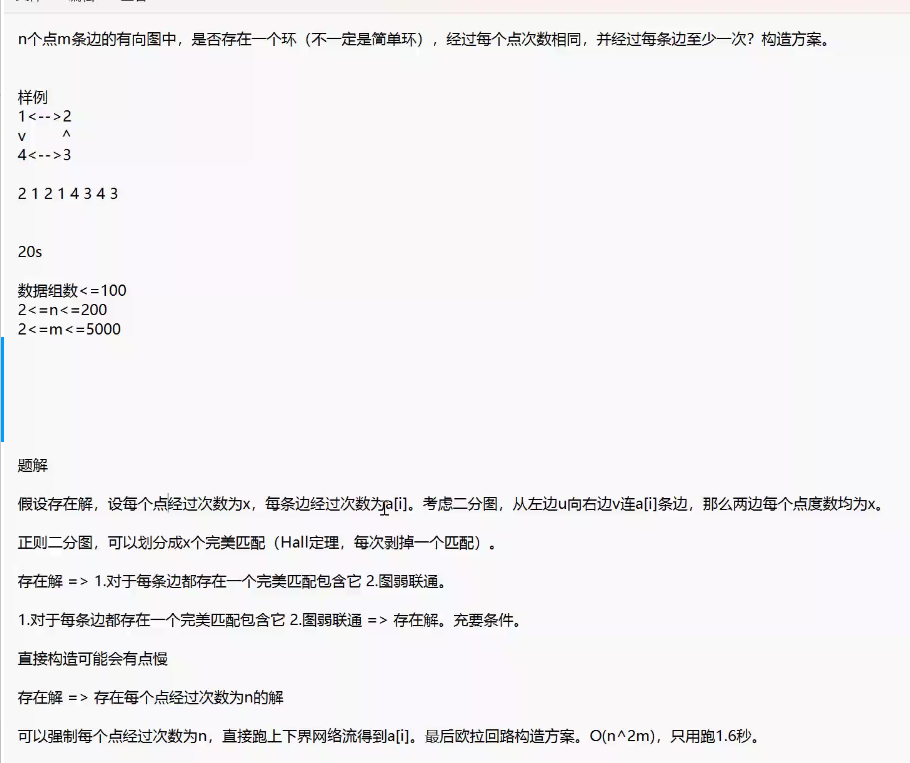 n个点m条边的有向图中，是否存在一个环（不一定是简单环），经过每个点次数相同，并经过每条边至少一次？构造方案。
样例
1<-->2
v ^
4<-->3
2 1 2 1 4 3 4 3
20s
数据组数<=100
2<=n<=200
2<=m<=5000
题解
假设存在解，设每个点经过次数为x，每条边经过次数为a[i]。考虑二分图，从左边u向右边v连a[i]条边，那么两边每个点度数均为x。
正则二分图，可以划分成x个完美匹配（Hall定理，每次剥掉一个匹配）。
存在解 => 1.对于每条边都存在一个完美匹配包含它 2.图弱联通。
1.对于每条边都存在一个完美匹配包含它 2.图弱联通 => 存在解。充要条件。
直接构造可能会有点慢
存在解 => 存在每个点经过次数为n的解
可以强制每个点经过次数为n，直接跑上下界网络流得到a[i]。最后欧拉回路构造方案。O(n^2m)，只用跑1.6秒。